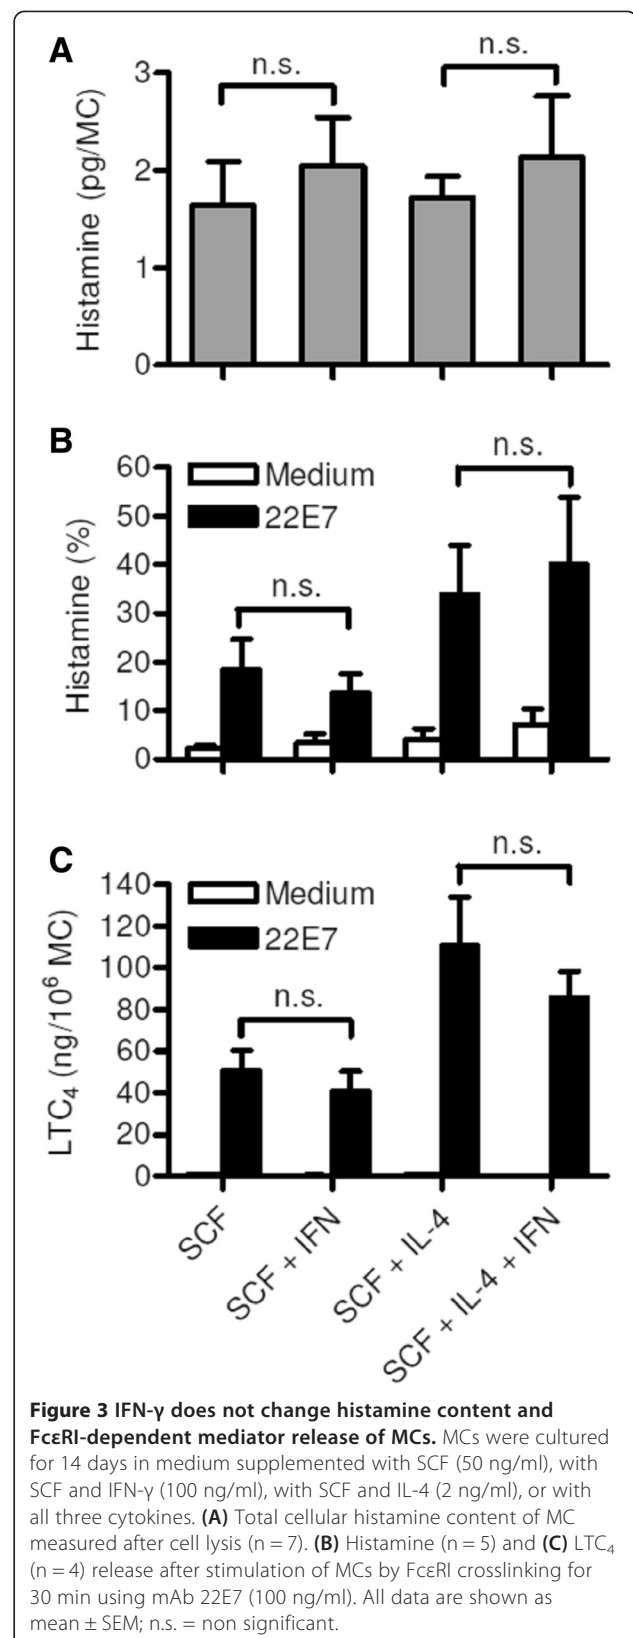 A
n.s.
n.s.
3
2
1
0
Histamine (pg/MC)
B
n.s.
60
50
40
30
20
10
0
Histamine (%)
Medium
22E7
n.s.
C
n.s.
140
120
100
80
60
40
20
0
LTC4 (ng/10⁶ MC)
Medium
22E7
n.s.
SCF
SCF + IFN
SCF + IL-4
SCF + IL-4 + IFN
Figure 3 IFN-γ does not change histamine content and
FcεRI-dependent mediator release of MCs. MCs were cultured
for 14 days in medium supplemented with SCF (50 ng/ml), with
SCF and IFN-γ (100 ng/ml), with SCF and IL-4 (2 ng/ml), or with
all three cytokines. (A) Total cellular histamine content of MC
measured after cell lysis (n = 7). (B) Histamine (n = 5) and (C) LTC4
(n = 4) release after stimulation of MCs by FcεRI crosslinking for
30 min using mAb 22E7 (100 ng/ml). All data are shown as
mean ± SEM; n.s. = non significant.